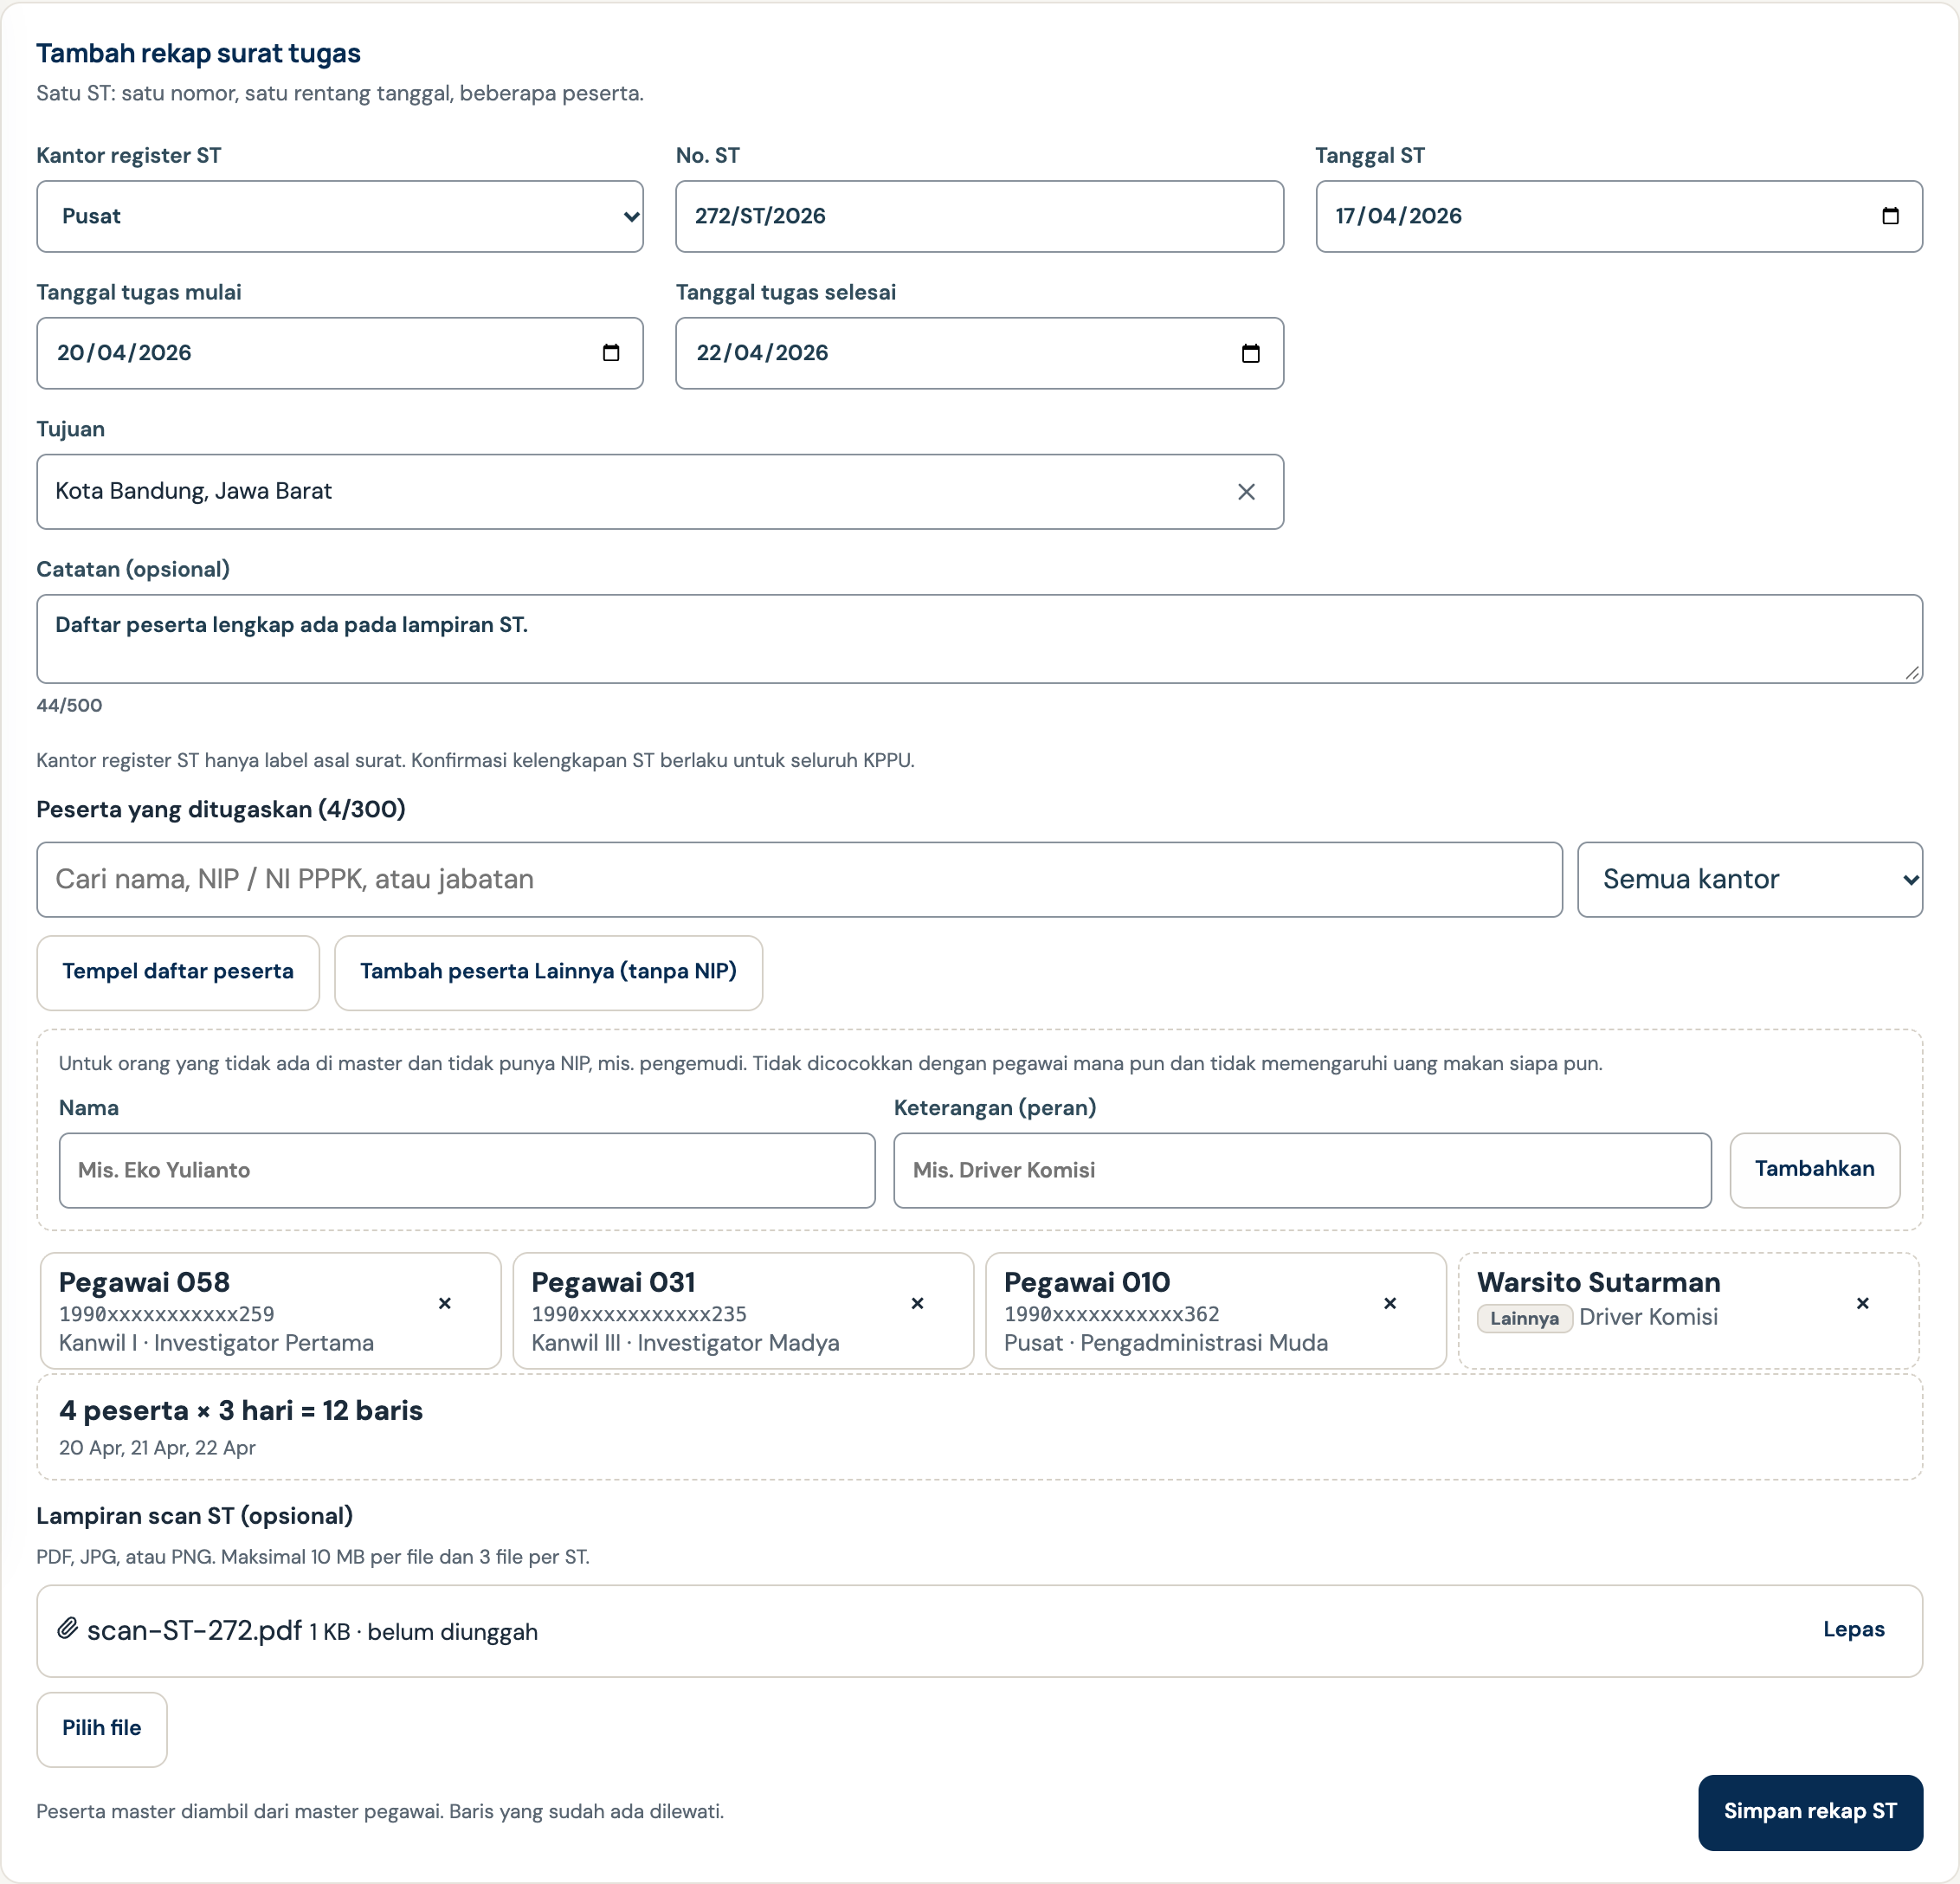 Tambah rekap surat tugas
Satu ST: satu nomor, satu rentang tanggal, beberapa peserta.
Kantor register ST
No. ST
Tanggal ST
Pusat
272/ST/2026
17/04/2026
Tanggal tugas mulai
Tanggal tugas selesai
20/04/2026
22/04/2026
Tujuan
Kota Bandung, Jawa Barat
Catatan (opsional)
Daftar peserta lengkap ada pada lampiran ST.
44/500
Kantor register ST hanya label asal surat. Konfirmasi kelengkapan ST berlaku untuk seluruh KPPU.
Peserta yang ditugaskan (4/300)
Cari nama, NIP / NI PPPK, atau jabatan
Semua kantor
Tempel daftar peserta
Tambah peserta Lainnya (tanpa NIP)
Untuk orang yang tidak ada di master dan tidak punya NIP, mis. pengemudi. Tidak dicocokkan dengan pegawai mana pun dan tidak memengaruhi uang makan siapa pun.
Nama
Keterangan (peran)
Mis. Eko Yulianto
Mis. Driver Komisi
Tambahkan
Pegawai 058
1990xxxxxxxxxxx259
Kanwil I · Investigator Pertama
Pegawai 031
1990xxxxxxxxxxx235
Kanwil III · Investigator Madya
Pegawai 010
1990xxxxxxxxxxx362
Pusat · Pengadministrasi Muda
Warsito Sutarman
Lainnya Driver Komisi
4 peserta × 3 hari = 12 baris
20 Apr, 21 Apr, 22 Apr
Lampiran scan ST (opsional)
PDF, JPG, atau PNG. Maksimal 10 MB per file dan 3 file per ST.
scan-ST-272.pdf 1 KB · belum diunggah
Lepas
Pilih file
Peserta master diambil dari master pegawai. Baris yang sudah ada dilewati.
Simpan rekap ST